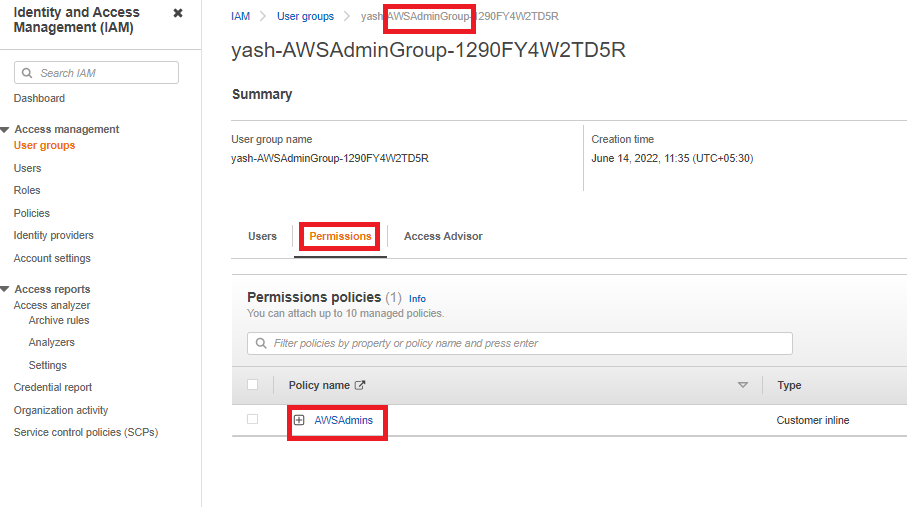 Identity and Access
Management (IAM)
Search IAM
Dashboard
Access management
User groups
Users
Roles
Policies
Identity providers
Account settings
Access reports
Access analyzer
Archive rules
Analyzers
Settings
Credential report
Organization activity
Service control policies (SCPs)
IAM > User groups > yash-AWSAdminGroup-1290FY4W2TD5R
yash-AWSAdminGroup-1290FY4W2TD5R
Summary
User group name
yash-AWSAdminGroup-1290FY4W2TD5R
Creation time
June 14, 2022, 11:35 (UTC+05:30)
Users Permissions Access Advisor
Permissions policies (1) Info
You can attach up to 10 managed policies.
Filter policies by property or policy name and press enter
Policy name Type
AWSAdmins Customer inline